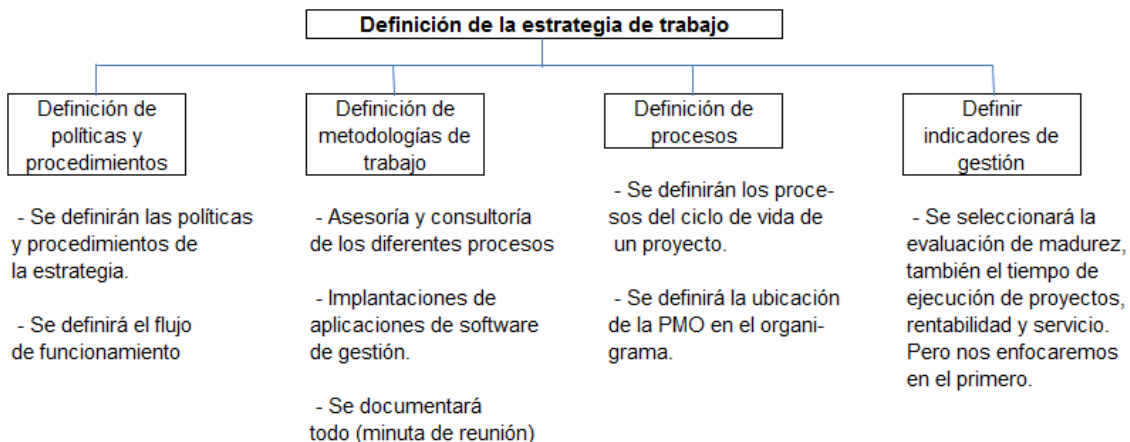 Definición de la estrategia de trabajo
Definición de
políticas y
procedimientos
- Se definirán las políticas
y procedimientos de
la estrategia.
- Se definirá el flujo
de funcionamiento
Definición de
metodologías de
trabajo
- Asesoría y consultoría
de los diferentes procesos
- Implantaciones de
aplicaciones de software
de gestión.
- Se documentará
todo (minuta de reunión)
Definición de
procesos
- Se definirán los proce-
sos del ciclo de vida de
un proyecto.
- Se definirá la ubicación
de la PMO en el organi-
grama.
Definir
indicadores de
gestión
- Se seleccionará la
evaluación de madurez,
también el tiempo de
ejecución de proyectos,
rentabilidad y servicio.
Pero nos enfocaremos
en el primero.